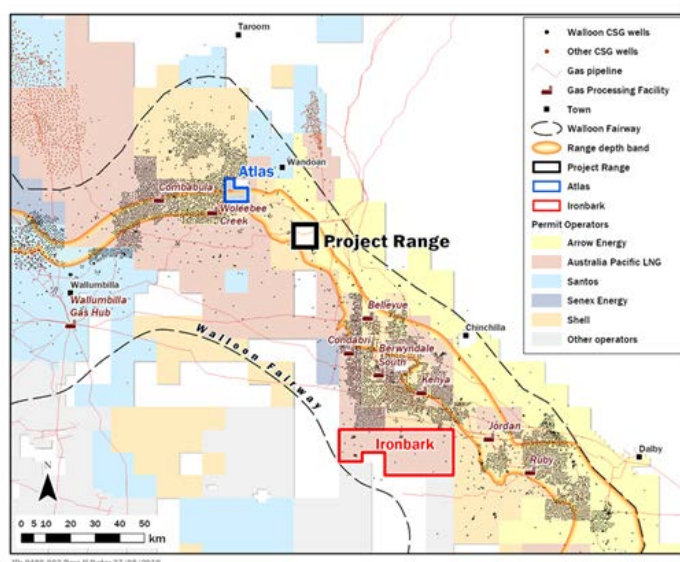 Taroom
Wandoan
Atlas
Combabula
Woleebee
Creek
Project Range
Wallumbilla
Wallumbilla
Gas Hub
Bellevue
Chinchilla
Walloon Fairway
Condabri
Berwyndale
South
Kenya
Ironbark
Jordan
Ruby
Dalby
N
0 5 10 20 30 40 50
km
Walloon CSG wells
Other CSG wells
Gas pipeline
Gas Processing Facility
Town
Walloon Fairway
Range depth band
Project Range
Atlas
Ironbark
Permit Operators
Arrow Energy
Australia Pacific LNG
Santos
Senex Energy
Shell
Other operators